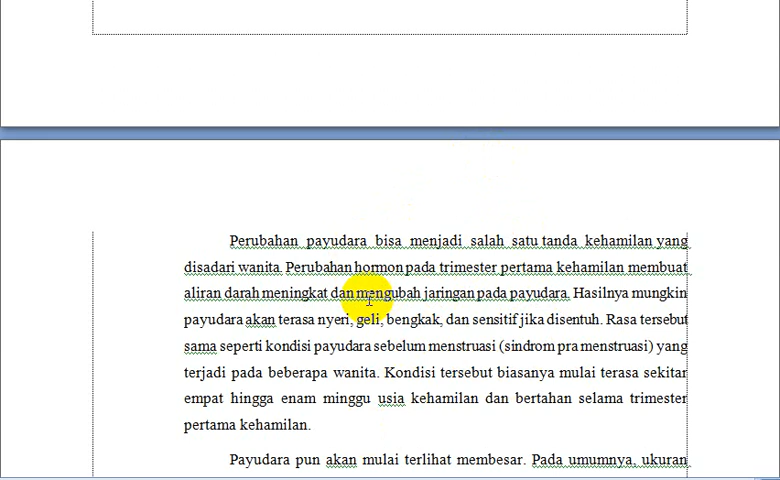 Perubahan payudara bisa menjadi salah satu tanda kehamilan yang
disadari wanita. Perubahan hormon pada trimester pertama kehamilan membuat
aliran darah meningkat dan mengubah jaringan pada payudara. Hasilnya mungkin
payudara akan terasa nyeri, geli, bengkak, dan sensitif jika disentuh. Rasa tersebut
sama seperti kondisi payudara sebelum menstruasi (sindrom pra menstruasi) yang
terjadi pada beberapa wanita. Kondisi tersebut biasanya mulai terasa sekitar
empat hingga enam minggu usia kehamilan dan bertahan selama trimester
pertama kehamilan.
Payudara pun akan mulai terlihat membesar. Pada umumnya, ukuran